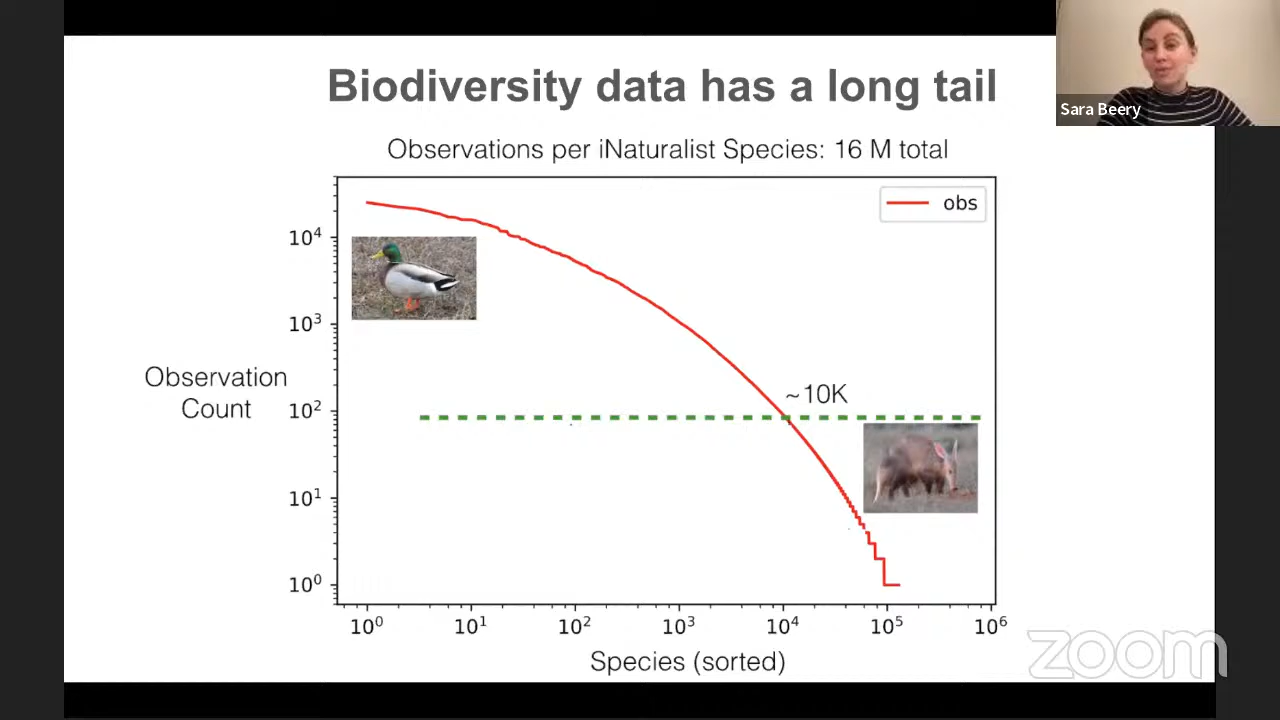 Biodiversity data has a long tail
Sara Beery
Observations per iNaturalist Species: 16 M total
obs
10⁴
10³
Observation
Count
~10K
10²
10¹
10⁰
10⁰ 10¹ 10² 10³ 10⁴ 10⁵ 10⁶
Species (sorted)
zoom